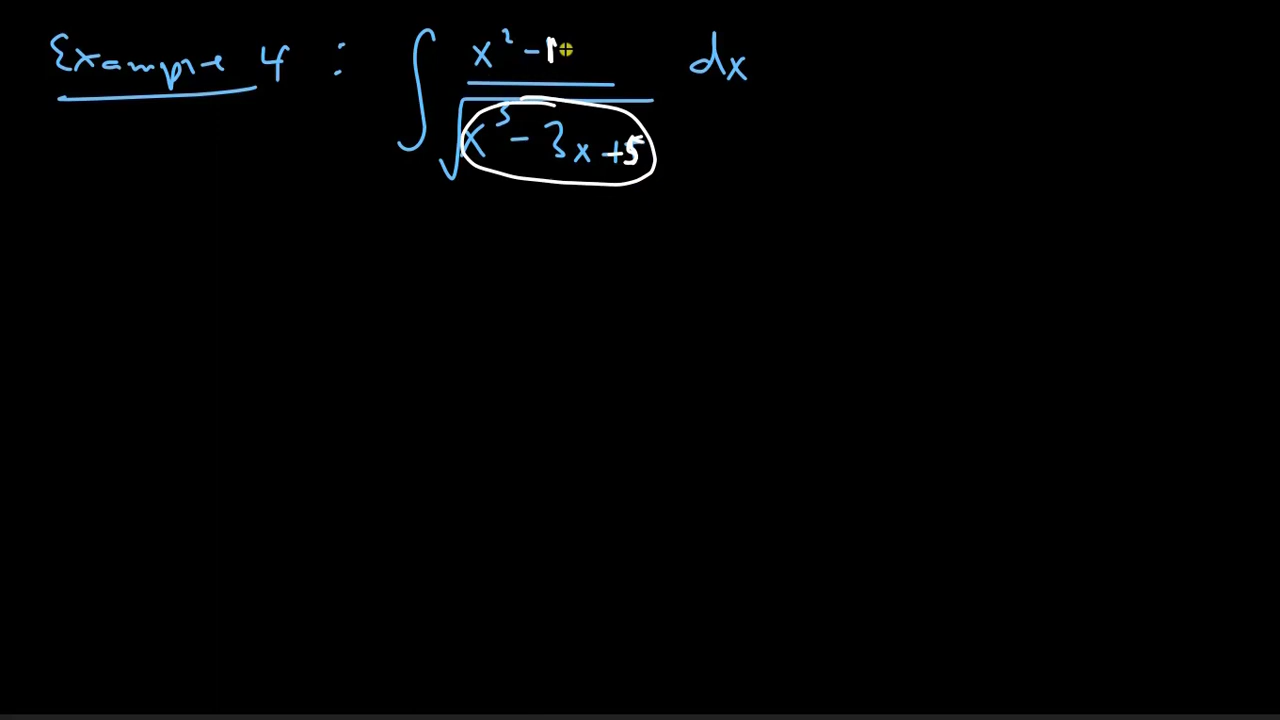 Example 4 : ∫ (x² - 1) / √(x³ - 3x + 5) dx